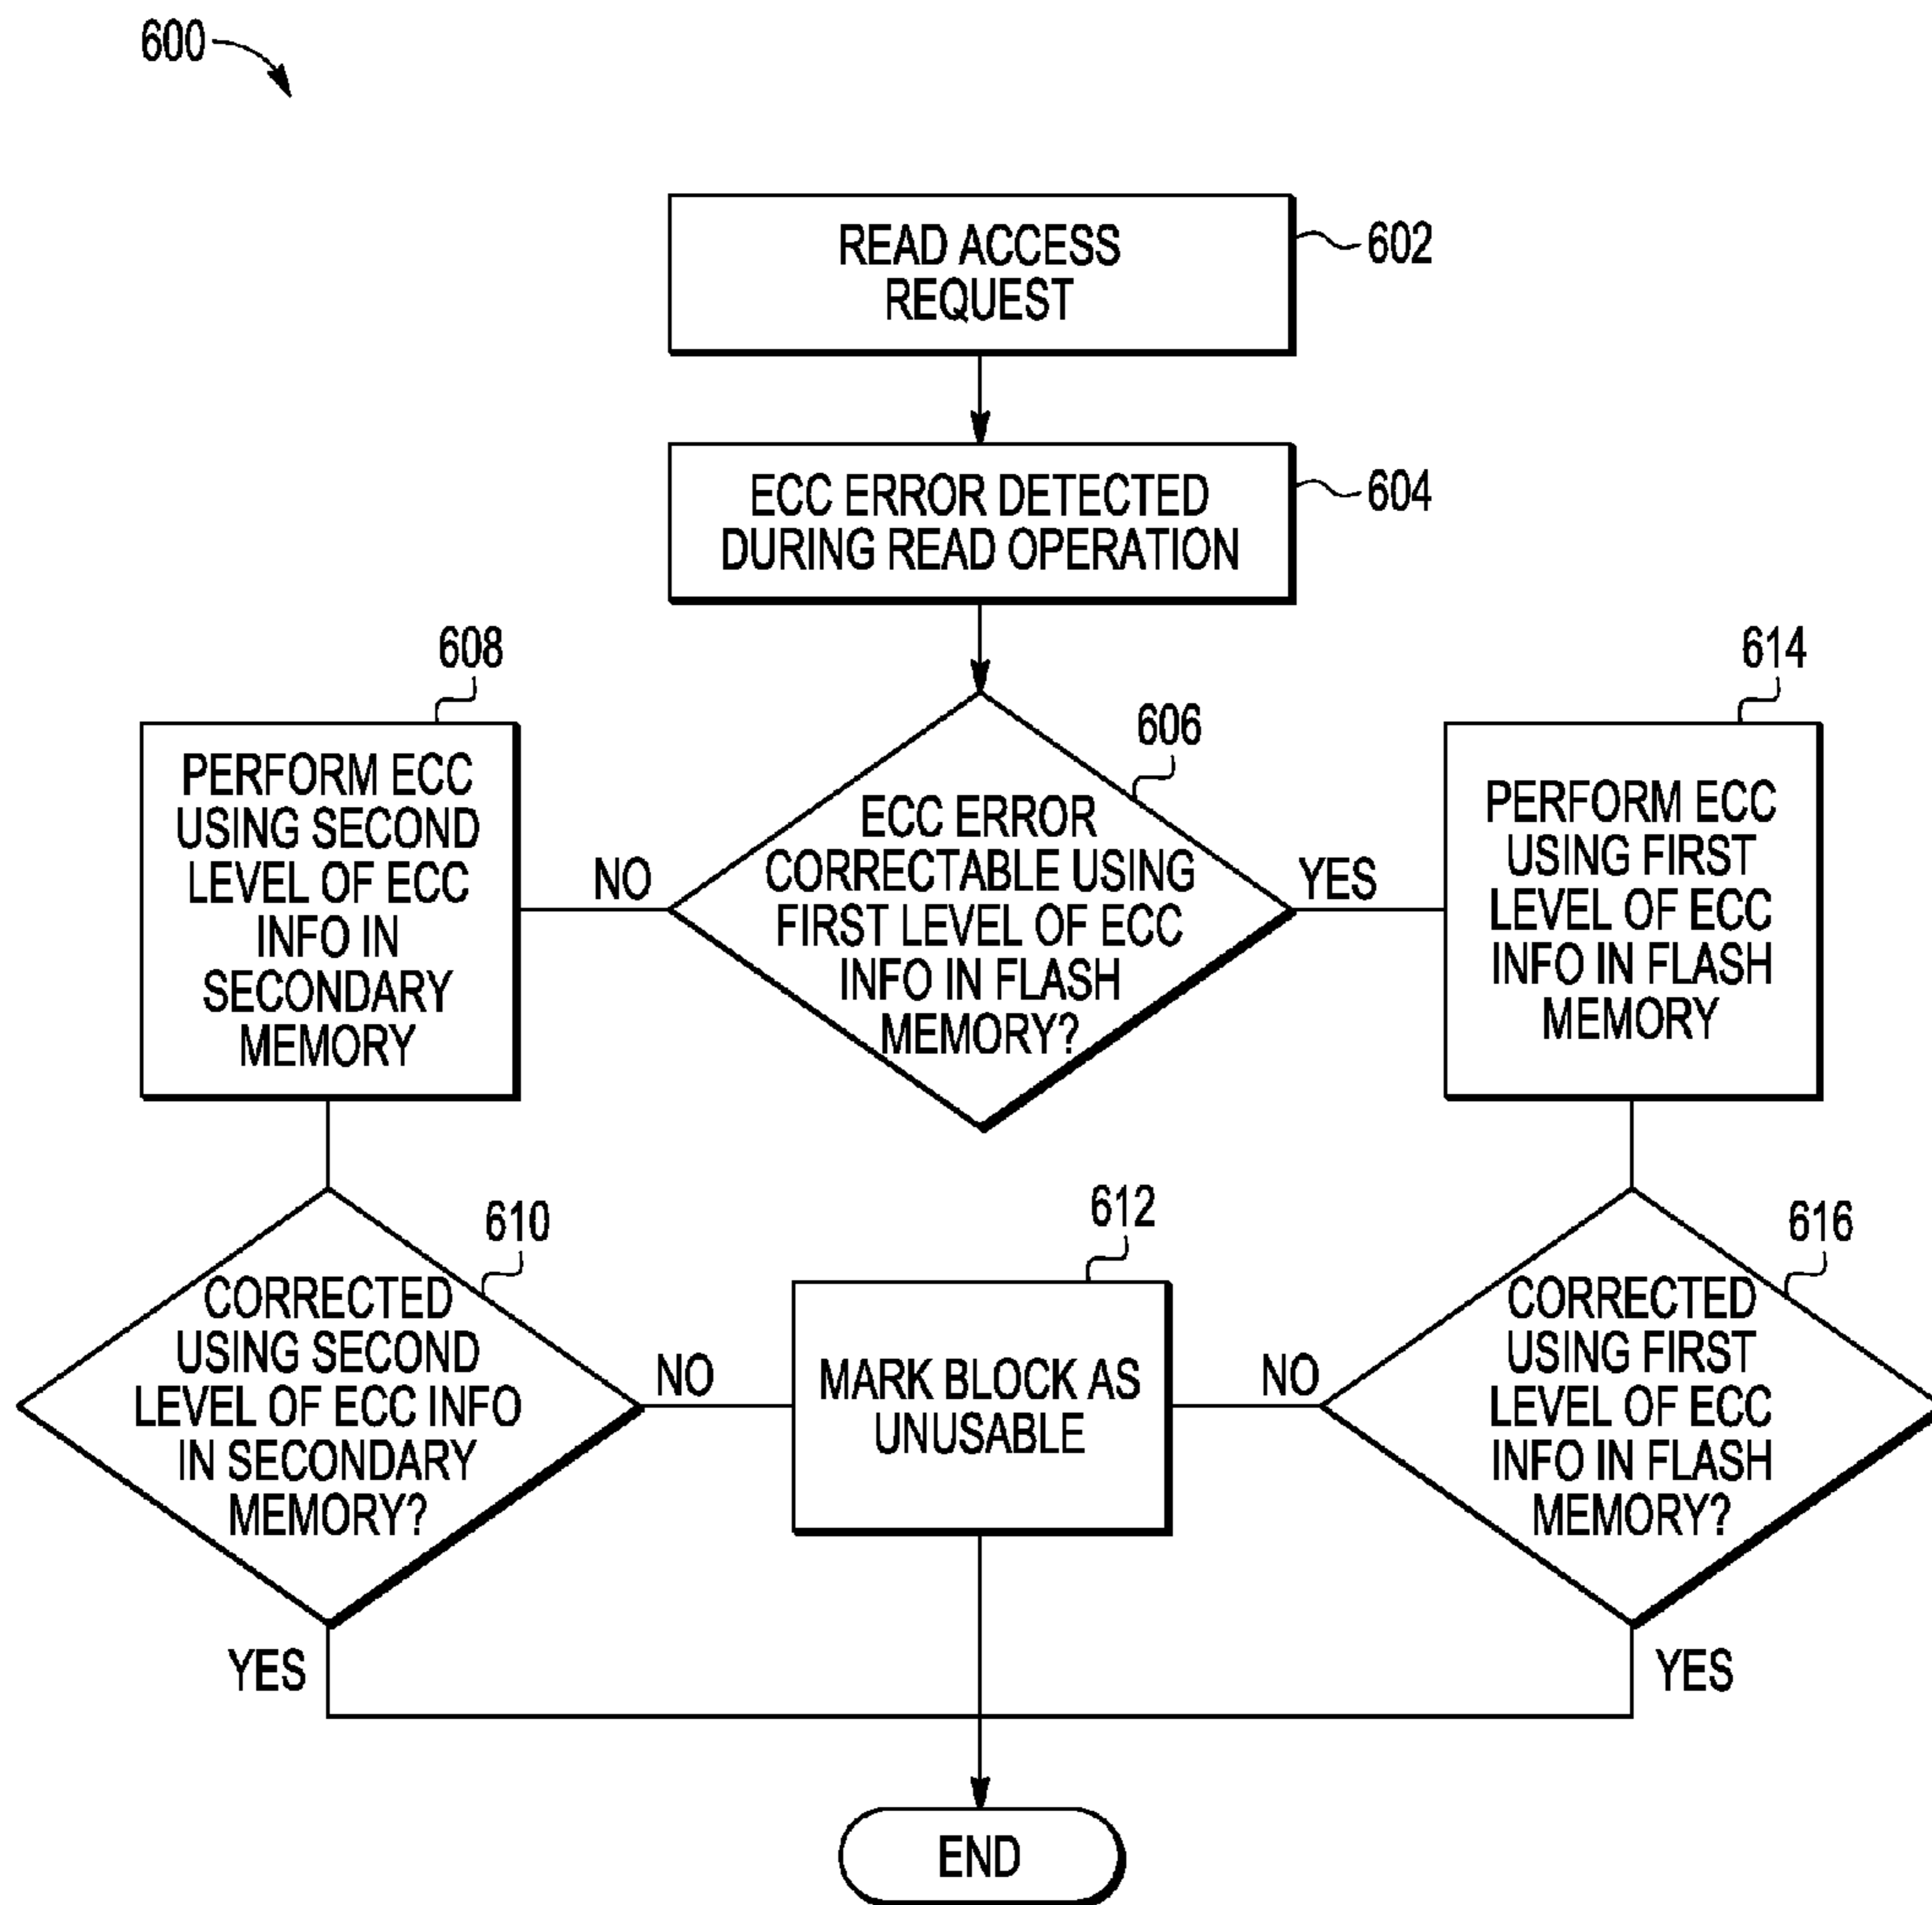 600
READ ACCESS
REQUEST
602
ECC ERROR DETECTED
DURING READ OPERATION
604
608
PERFORM ECC
USING SECOND
LEVEL OF ECC
INFO IN
SECONDARY
MEMORY
NO
606
ECC ERROR
CORRECTABLE USING
FIRST LEVEL OF ECC
INFO IN FLASH
MEMORY?
YES
614
PERFORM ECC
USING FIRST
LEVEL OF ECC
INFO IN FLASH
MEMORY
610
CORRECTED
USING SECOND
LEVEL OF ECC INFO
IN SECONDARY
MEMORY?
NO
612
MARK BLOCK AS
UNUSABLE
NO
616
CORRECTED
USING FIRST
LEVEL OF ECC
INFO IN FLASH
MEMORY?
YES
YES
END